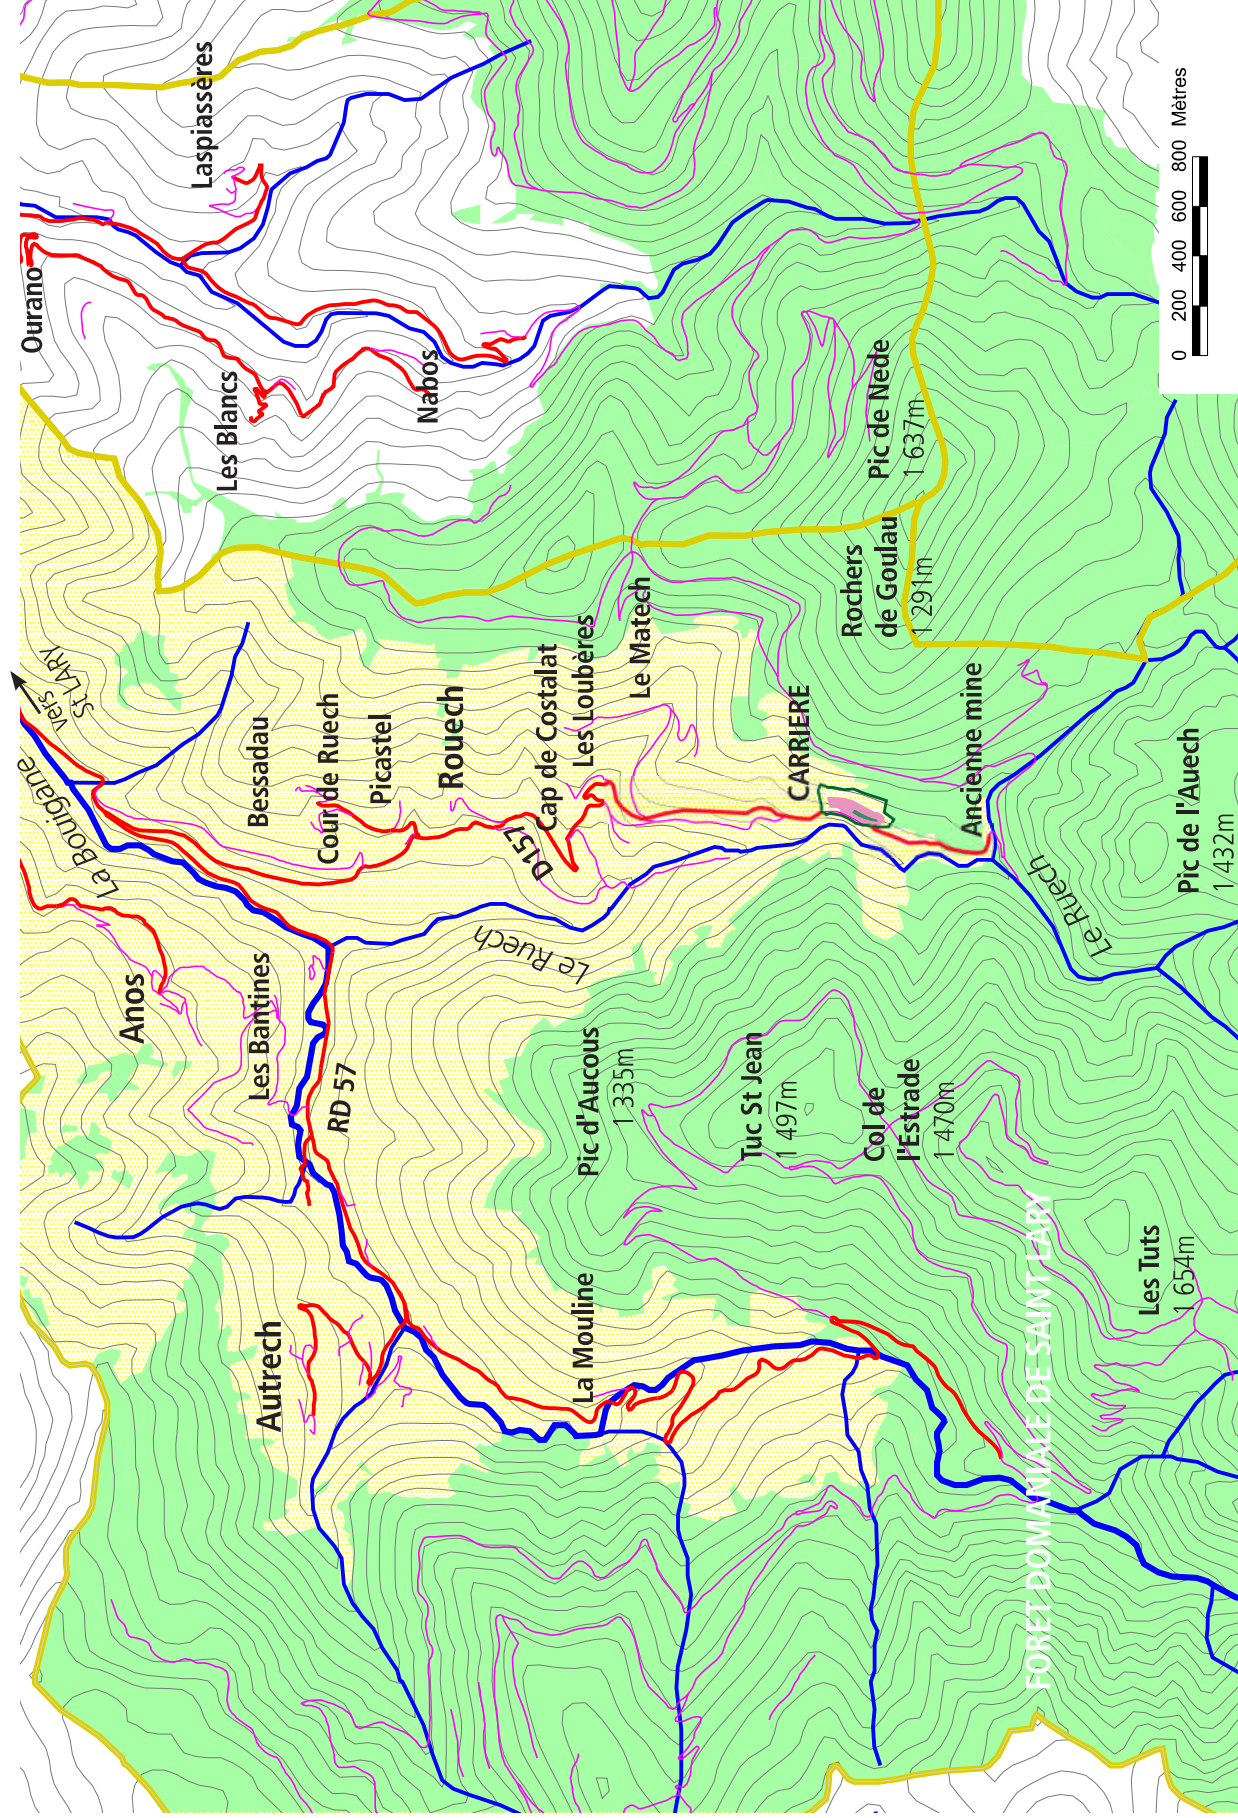 Laspiassères
Ourano
Les Blancs
Nabos
Pic de Nede
1 637m
Rochers
de Goulau
1 291m
0 200 400 600 800 Mètres
vers
St LARY
La Bouigane
Bessadau
Cour de Ruech
Picastel
Rouech
Cap de Costalat
Les Loubères
Le Matech
CARRIERE
Ancienne mine
D157
Le Ruech
Le Ruech
Pic de l'Auech
1 432m
Anos
Les Bantines
RD 57
Pic d'Aucous
1 335m
Tuc St Jean
1 497m
Col de
l'Estrade
1 470m
Autrech
La Mouline
Les Tuts
1 654m
FORET DOMANIALE DE SAINT LARY